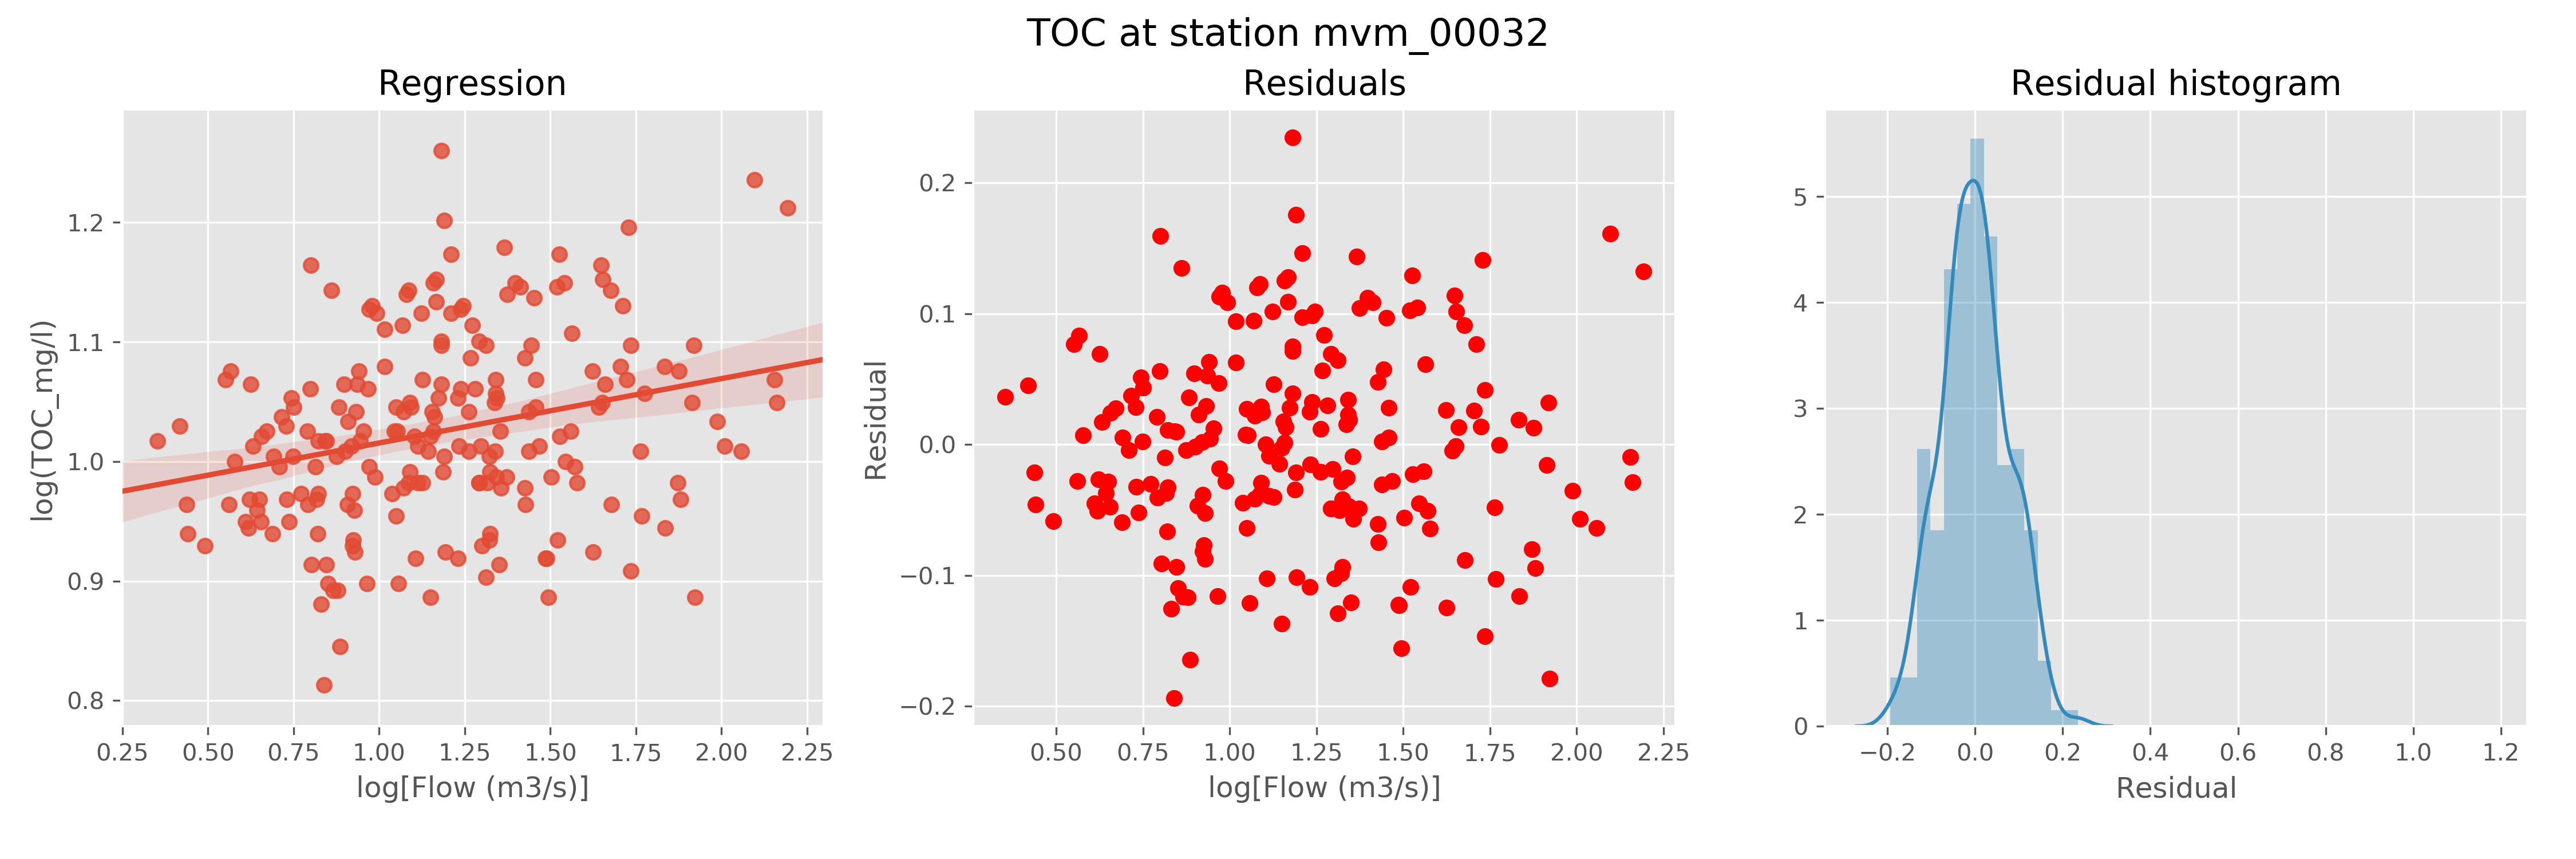 TOC at station mvm_00032
Regression
Residuals
Residual histogram
log(TOC_mg/l)
1.2
1.1
1.0
0.9
0.8
0.25 0.50 0.75 1.00 1.25 1.50 1.75 2.00 2.25
log[Flow (m3/s)]
Residual
0.2
0.1
0.0
−0.1
−0.2
0.50 0.75 1.00 1.25 1.50 1.75 2.00 2.25
log[Flow (m3/s)]
5
4
3
2
1
0
−0.2 0.0 0.2 0.4 0.6 0.8 1.0 1.2
Residual